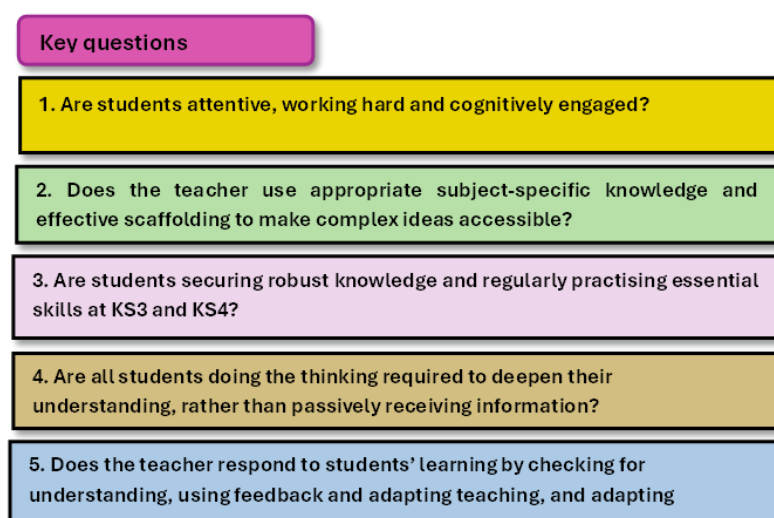 Key questions
1. Are students attentive, working hard and cognitively engaged?
2. Does the teacher use appropriate subject-specific knowledge and
effective scaffolding to make complex ideas accessible?
3. Are students securing robust knowledge and regularly practising essential
skills at KS3 and KS4?
4. Are all students doing the thinking required to deepen their
understanding, rather than passively receiving information?
5. Does the teacher respond to students’ learning by checking for
understanding, using feedback and adapting teaching, and adapting